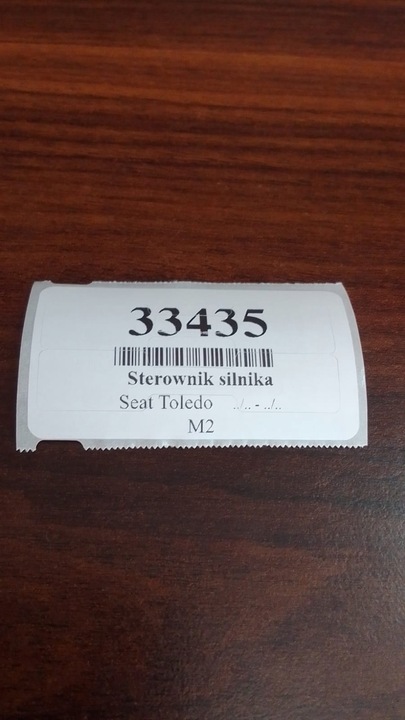 33435
Sterownik silnika
Seat Toledo ../.. - ../..
M2